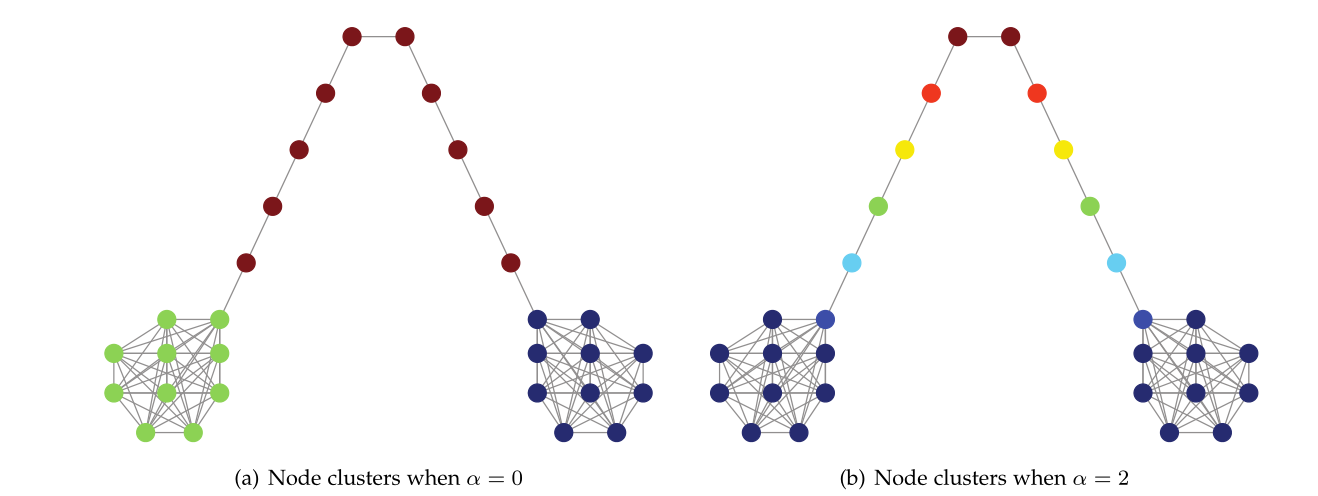 (a) Node clusters when α = 0
(b) Node clusters when α = 2